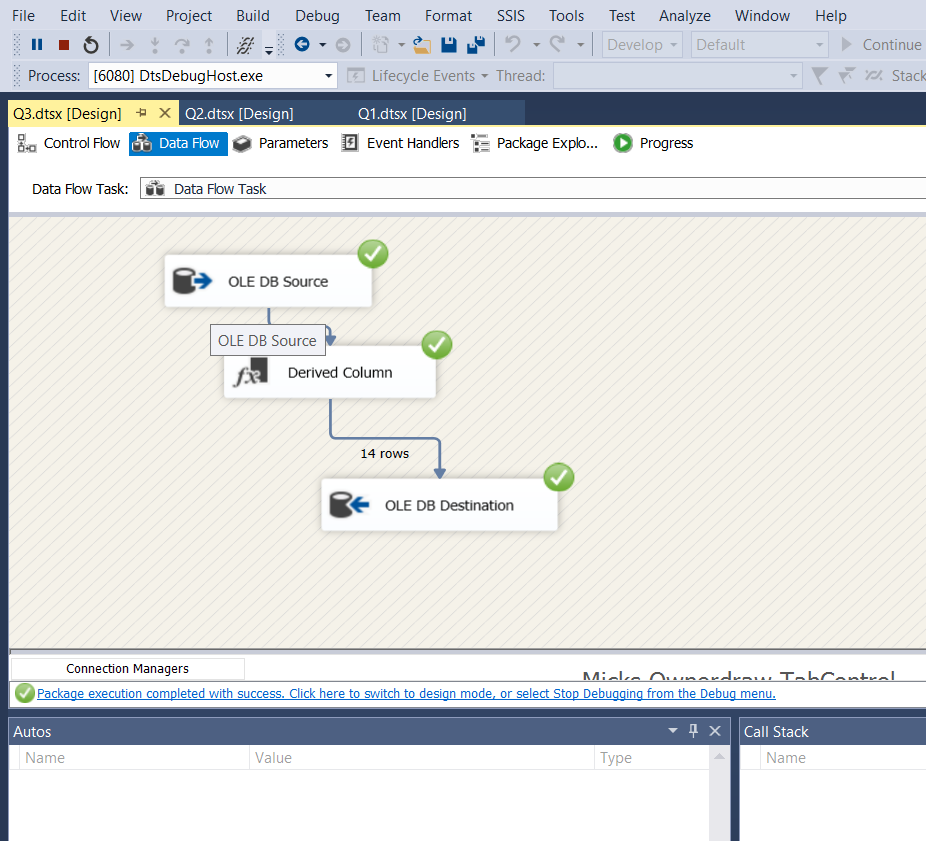 File Edit View Project Build Debug Team Format SSIS Tools Test Analyze Window Help
Develop Default Continue
Process: [6080] DtsDebugHost.exe Lifecycle Events Thread: Stack
Q3.dtsx [Design] Q2.dtsx [Design] Q1.dtsx [Design]
Control Flow Data Flow Parameters Event Handlers Package Explo... Progress
Data Flow Task: Data Flow Task
OLE DB Source
OLE DB Source
fx Derived Column
14 rows
OLE DB Destination
Connection Managers
Micks Ownerdraw TabControl
Package execution completed with success. Click here to switch to design mode, or select Stop Debugging from the Debug menu.
Autos Call Stack
Name Value Type Name